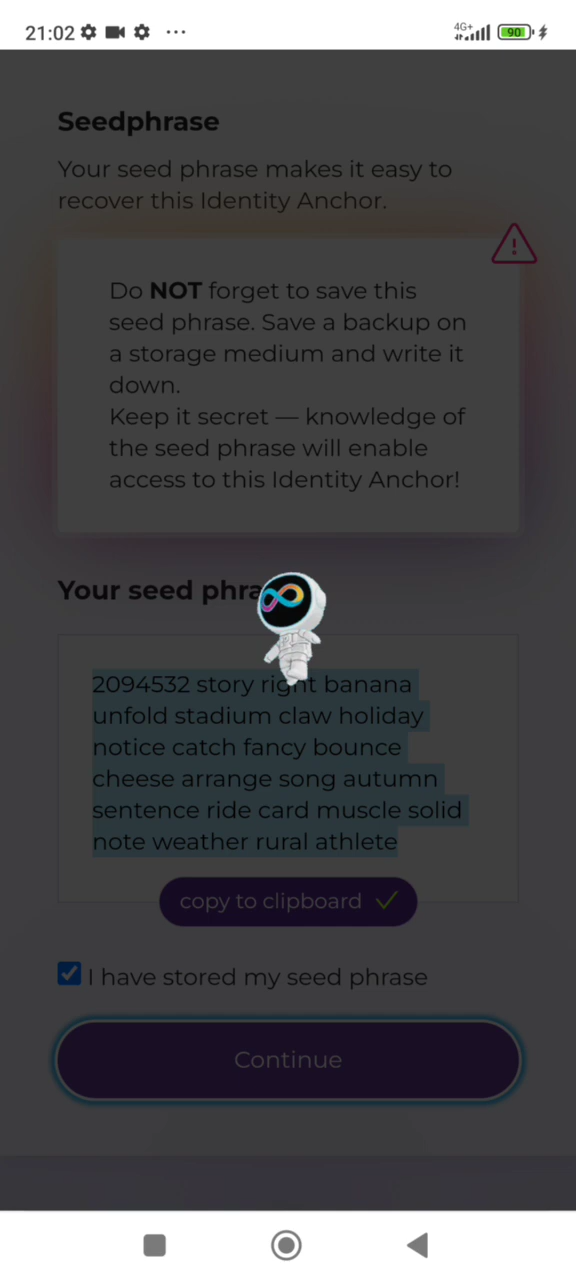 21:02
4G+
90
Seedphrase
Your seed phrase makes it easy to
recover this Identity Anchor.
Do NOT forget to save this
seed phrase. Save a backup on
a storage medium and write it
down.
Keep it secret — knowledge of
the seed phrase will enable
access to this Identity Anchor!
Your seed
2094532 story right banana
unfold stadium claw holiday
notice catch fancy bounce
cheese arrange song autumn
sentence ride card muscle solid
note weather rural athlete
copy to clipboard
I have stored my seed phrase
Continue